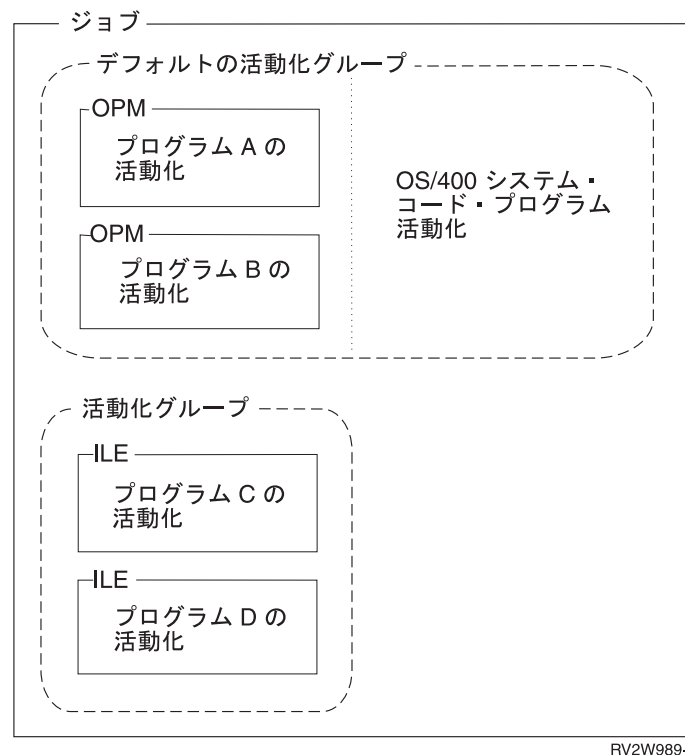 ジョブ
デフォルトの活動化グループ
OPM
プログラム A の
活動化
OPM
プログラム B の
活動化
OS/400 システム・
コード・プログラム
活動化
活動化グループ
ILE
プログラム C の
活動化
ILE
プログラム D の
活動化
RV2W989-